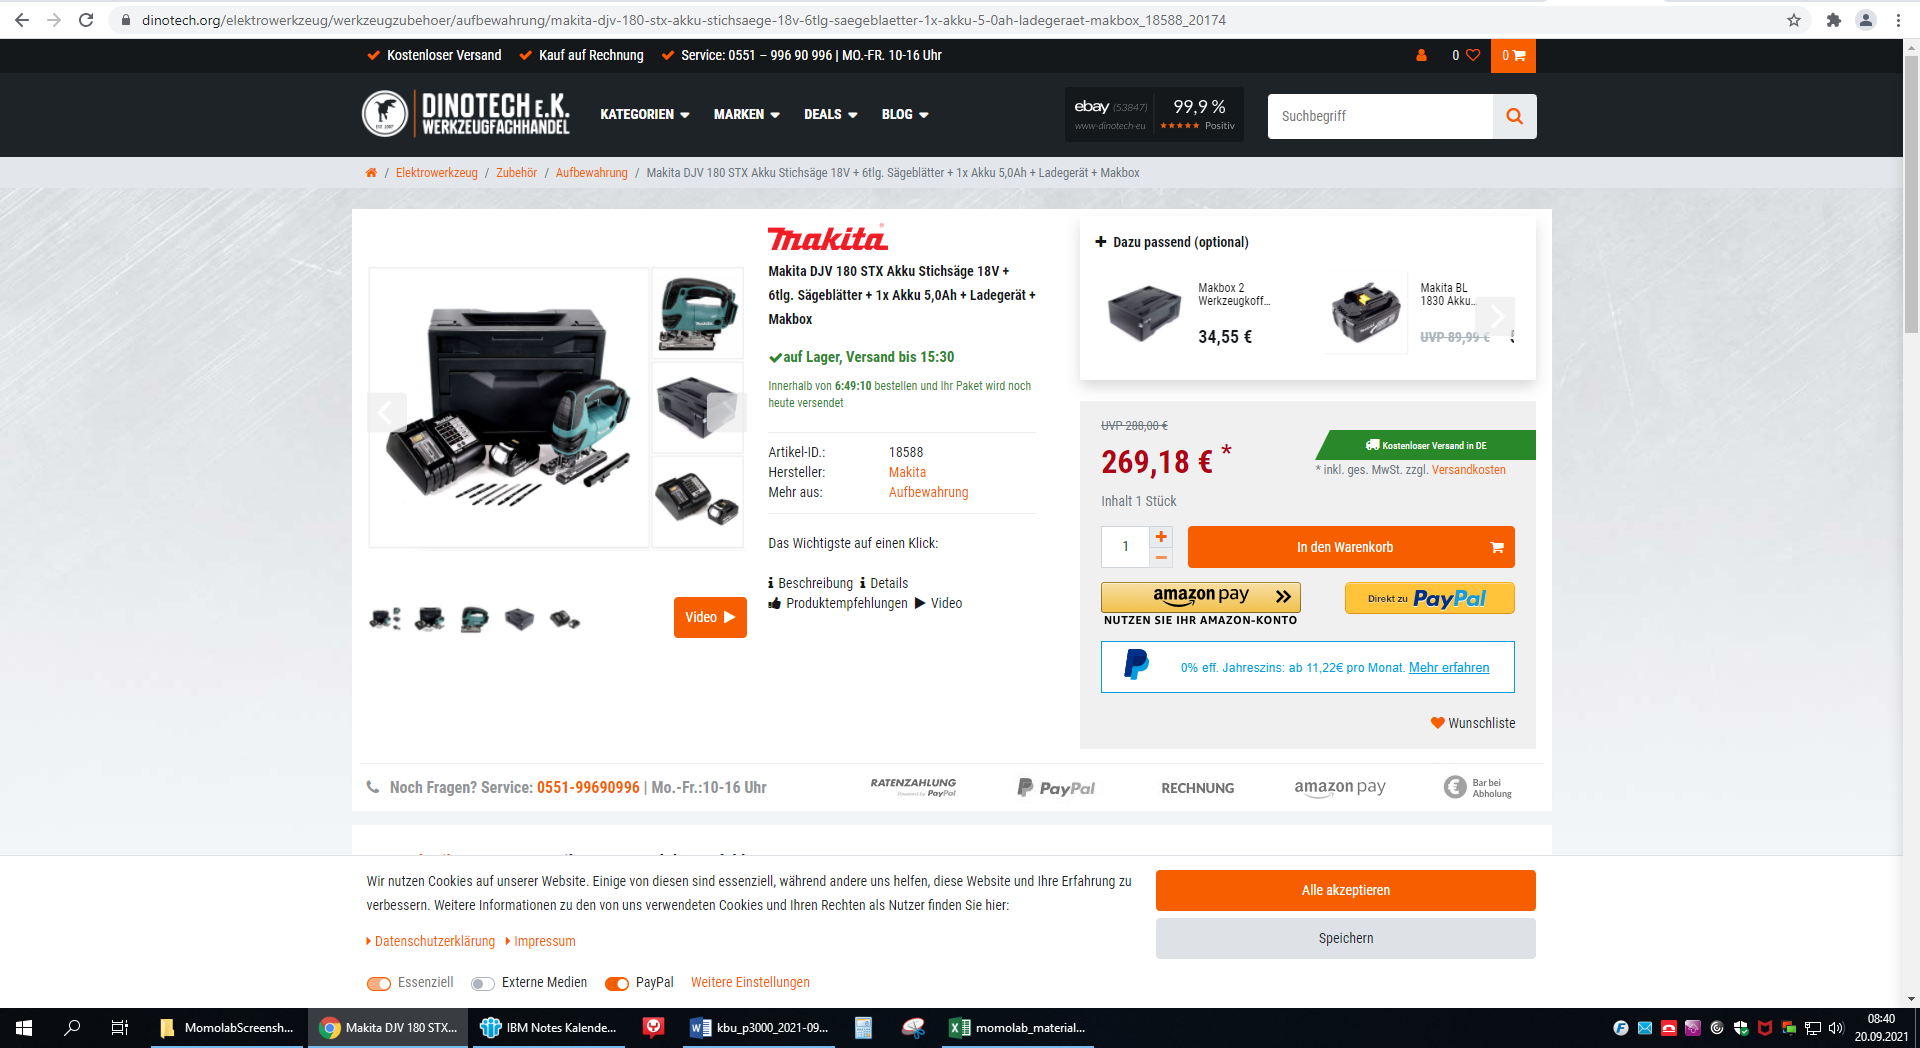 dinotech.org/elektrowerkzeug/werkzeugzubehoer/aufbewahrung/makita-djv-180-stx-akku-stichsaege-18v-6tlg-saegeblaetter-1x-akku-5-0ah-ladegeraet-makbox_18588_20174
Kostenloser Versand Kauf auf Rechnung Service: 0551 – 996 90 996 | MO.-FR. 10-16 Uhr
0 0
DINOTECH e.K.
WERKZEUGFACHHANDEL
KATEGORIEN MARKEN DEALS BLOG
ebay (53847) 99,9 %
www-dinotech-eu ★★★★★ Positiv
Suchbegriff
/ Elektrowerkzeug / Zubehör / Aufbewahrung / Makita DJV 180 STX Akku Stichsäge 18V + 6tlg. Sägeblätter + 1x Akku 5,0Ah + Ladegerät + Makbox
makita
Makita DJV 180 STX Akku Stichsäge 18V +
6tlg. Sägeblätter + 1x Akku 5,0Ah + Ladegerät +
Makbox
auf Lager, Versand bis 15:30
Innerhalb von 6:49:10 bestellen und Ihr Paket wird noch
heute versendet
Artikel-ID.: 18588
Hersteller: Makita
Mehr aus: Aufbewahrung
Das Wichtigste auf einen Klick:
Beschreibung Details
Produktempfehlungen Video
Video
Dazu passend (optional)
Makbox 2
Werkzeugkoff...
34,55 €
Makita BL
1830 Akku...
UVP 89,99 €
UVP 288,00 €
269,18 € *
Kostenloser Versand in DE
* inkl. ges. MwSt. zzgl. Versandkosten
Inhalt 1 Stück
1
In den Warenkorb
amazon pay
NUTZEN SIE IHR AMAZON-KONTO
Direkt zu PayPal
0% eff. Jahreszins: ab 11,22€ pro Monat. Mehr erfahren
Wunschliste
Noch Fragen? Service: 0551-99690996 | Mo.-Fr.:10-16 Uhr
RATENZAHLUNG
Powered by PayPal
PayPal
RECHNUNG
amazon pay
Bar bei
Abholung
Wir nutzen Cookies auf unserer Website. Einige von diesen sind essenziell, während andere uns helfen, diese Website und Ihre Erfahrung zu
verbessern. Weitere Informationen zu den von uns verwendeten Cookies und Ihren Rechten als Nutzer finden Sie hier:
Datenschutzerklärung Impressum
Essenziell Externe Medien PayPal Weitere Einstellungen
Alle akzeptieren
Speichern
MomolabScreensh...
Makita DJV 180 STX...
IBM Notes Kalende...
kbu_p3000_2021-09...
momolab_material...
08:40
20.09.2021